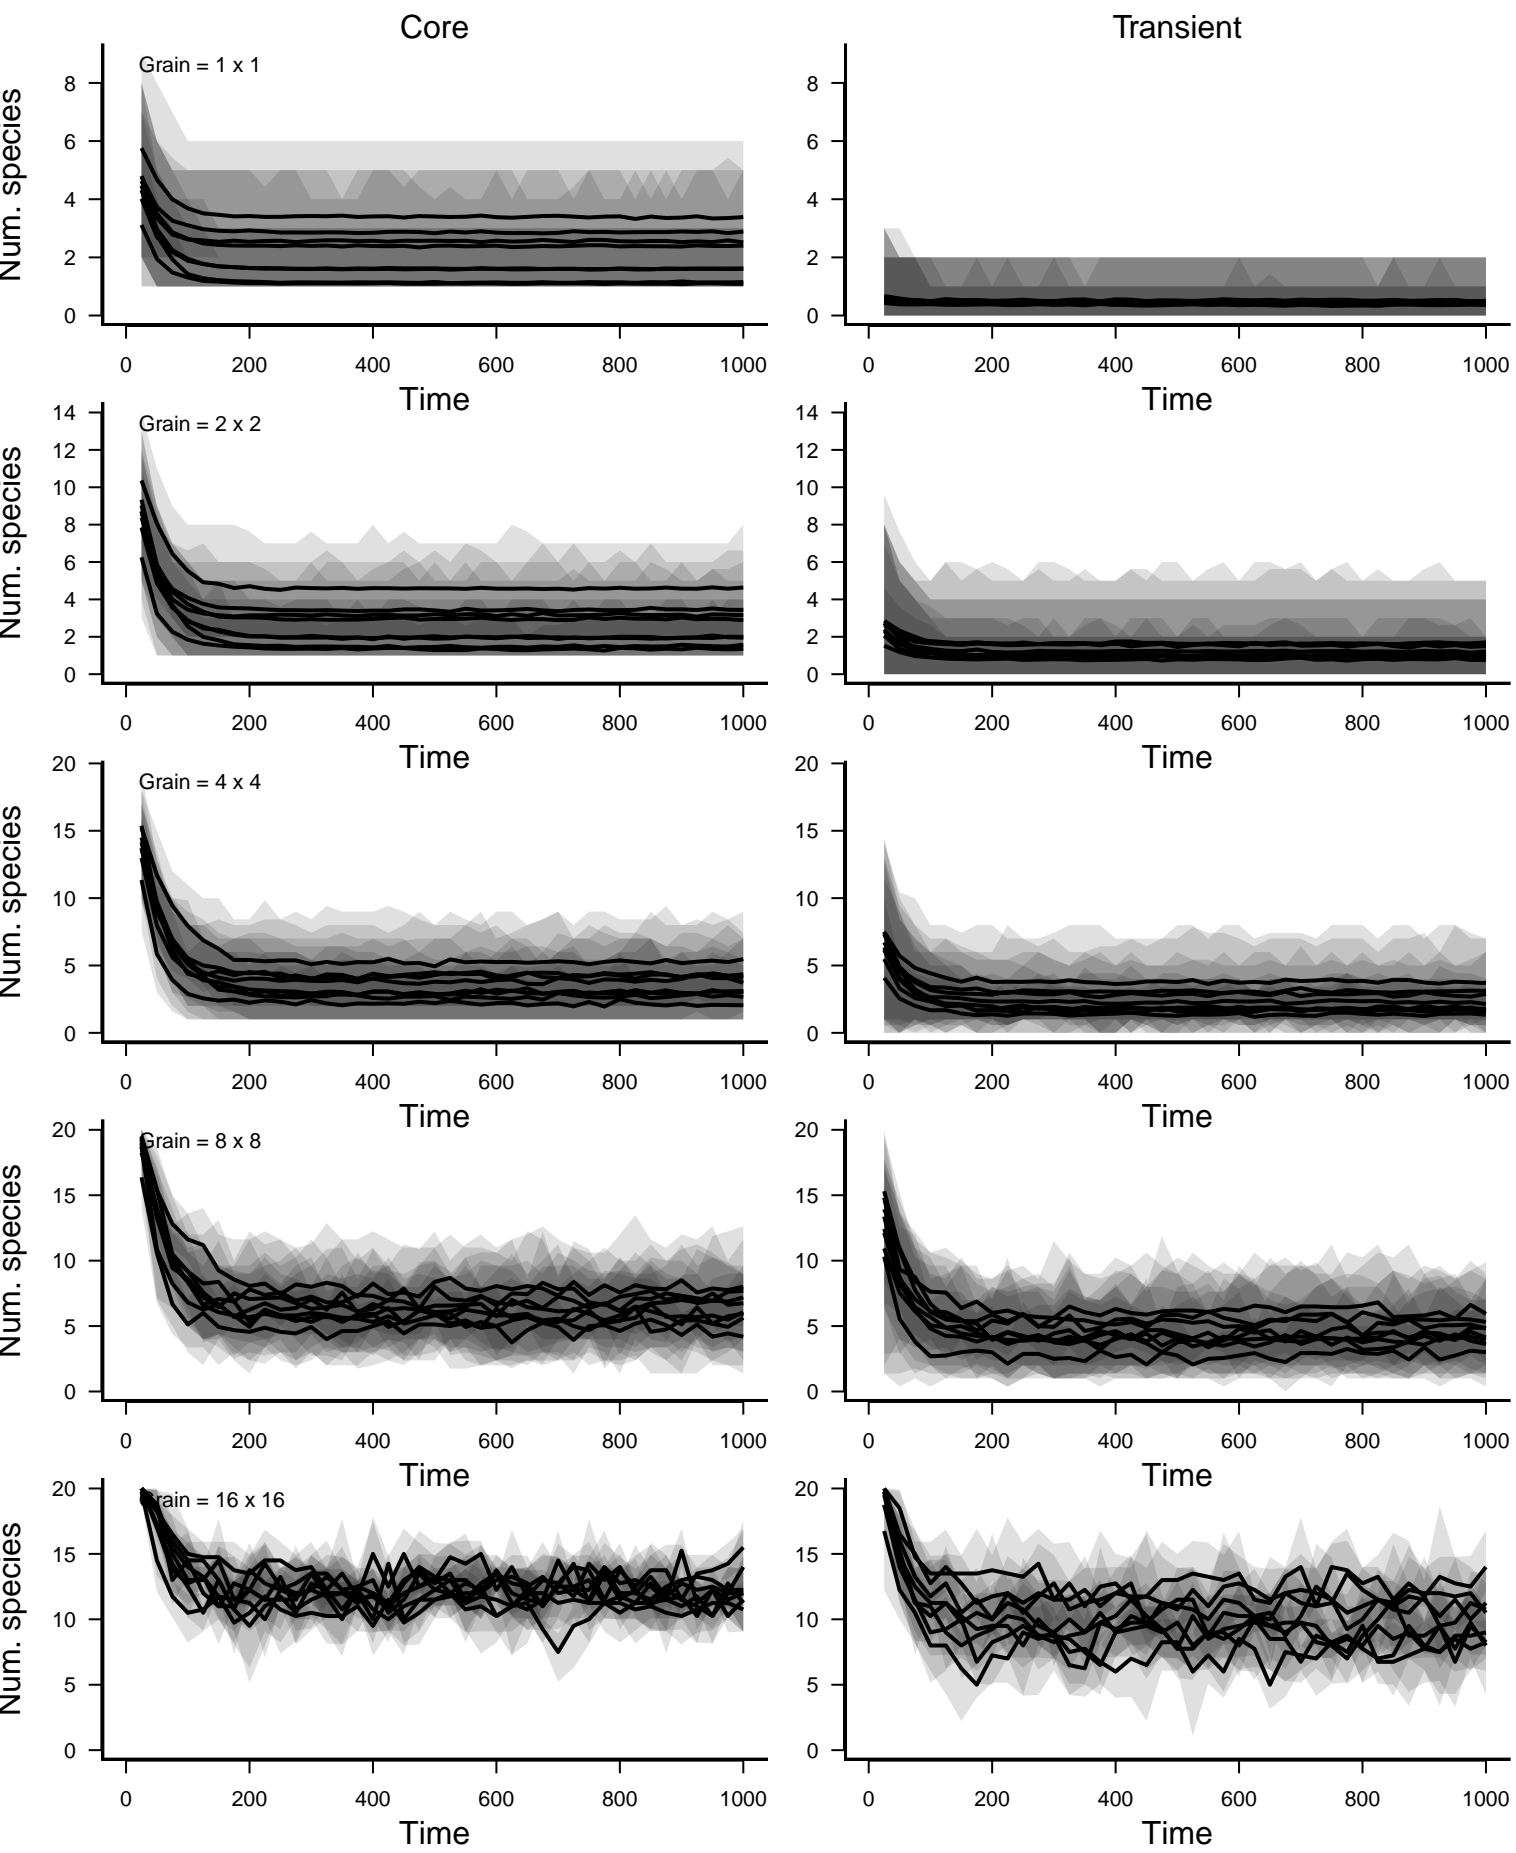 Core Transient
Grain = 1 x 1
Num. species
8 6 4 2 0
8 6 4 2 0
0 200 400 600 800 1000
0 200 400 600 800 1000
Time Time
Grain = 2 x 2
Num. species
14 12 10 8 6 4 2 0
14 12 10 8 6 4 2 0
0 200 400 600 800 1000
0 200 400 600 800 1000
Time Time
Grain = 4 x 4
Num. species
20 15 10 5 0
20 15 10 5 0
0 200 400 600 800 1000
0 200 400 600 800 1000
Time Time
Grain = 8 x 8
Num. species
20 15 10 5 0
20 15 10 5 0
0 200 400 600 800 1000
0 200 400 600 800 1000
Time Time
Grain = 16 x 16
Num. species
20 15 10 5 0
20 15 10 5 0
0 200 400 600 800 1000
0 200 400 600 800 1000
Time Time